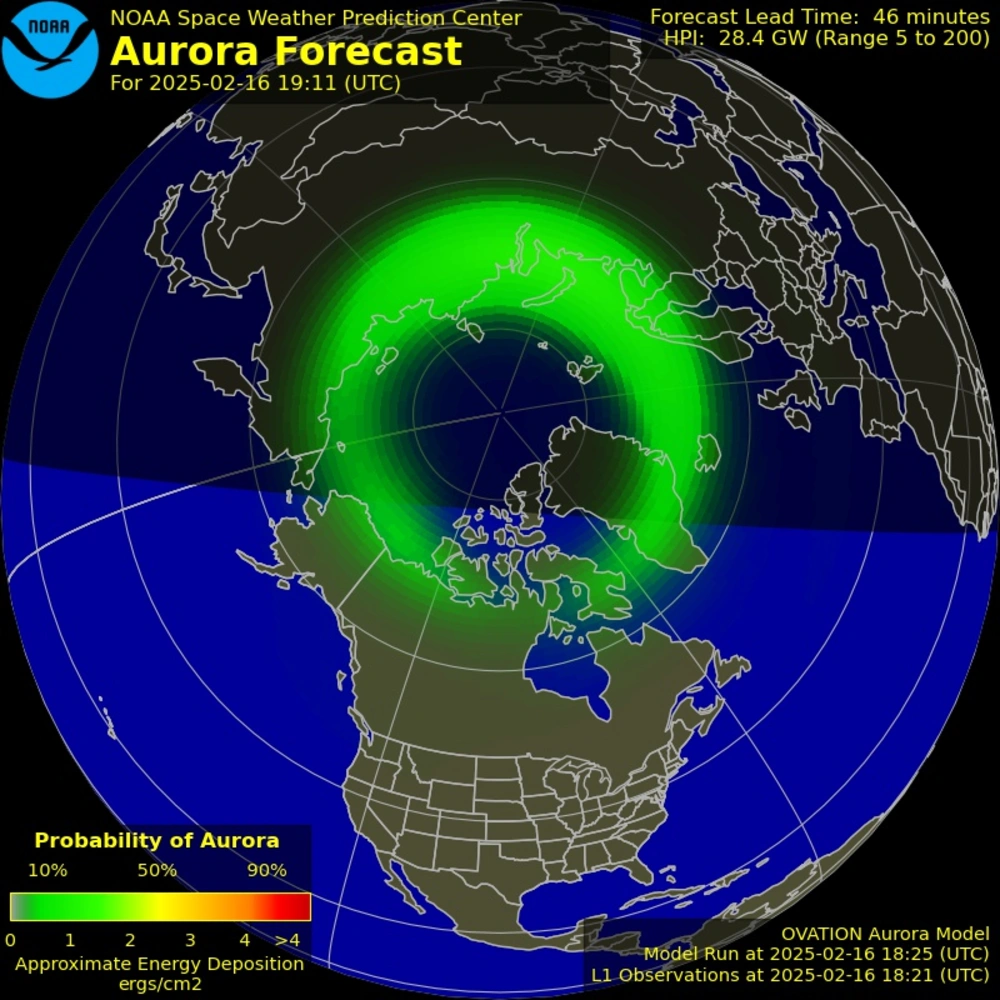 NOAA
NOAA Space Weather Prediction Center
Aurora Forecast
For 2025-02-16 19:11 (UTC)
Forecast Lead Time: 46 minutes
HPI: 28.4 GW (Range 5 to 200)
Probability of Aurora
10% 50% 90%
0 1 2 3 4 >4
Approximate Energy Deposition
ergs/cm2
OVATION Aurora Model
Model Run at 2025-02-16 18:25 (UTC)
L1 Observations at 2025-02-16 18:21 (UTC)